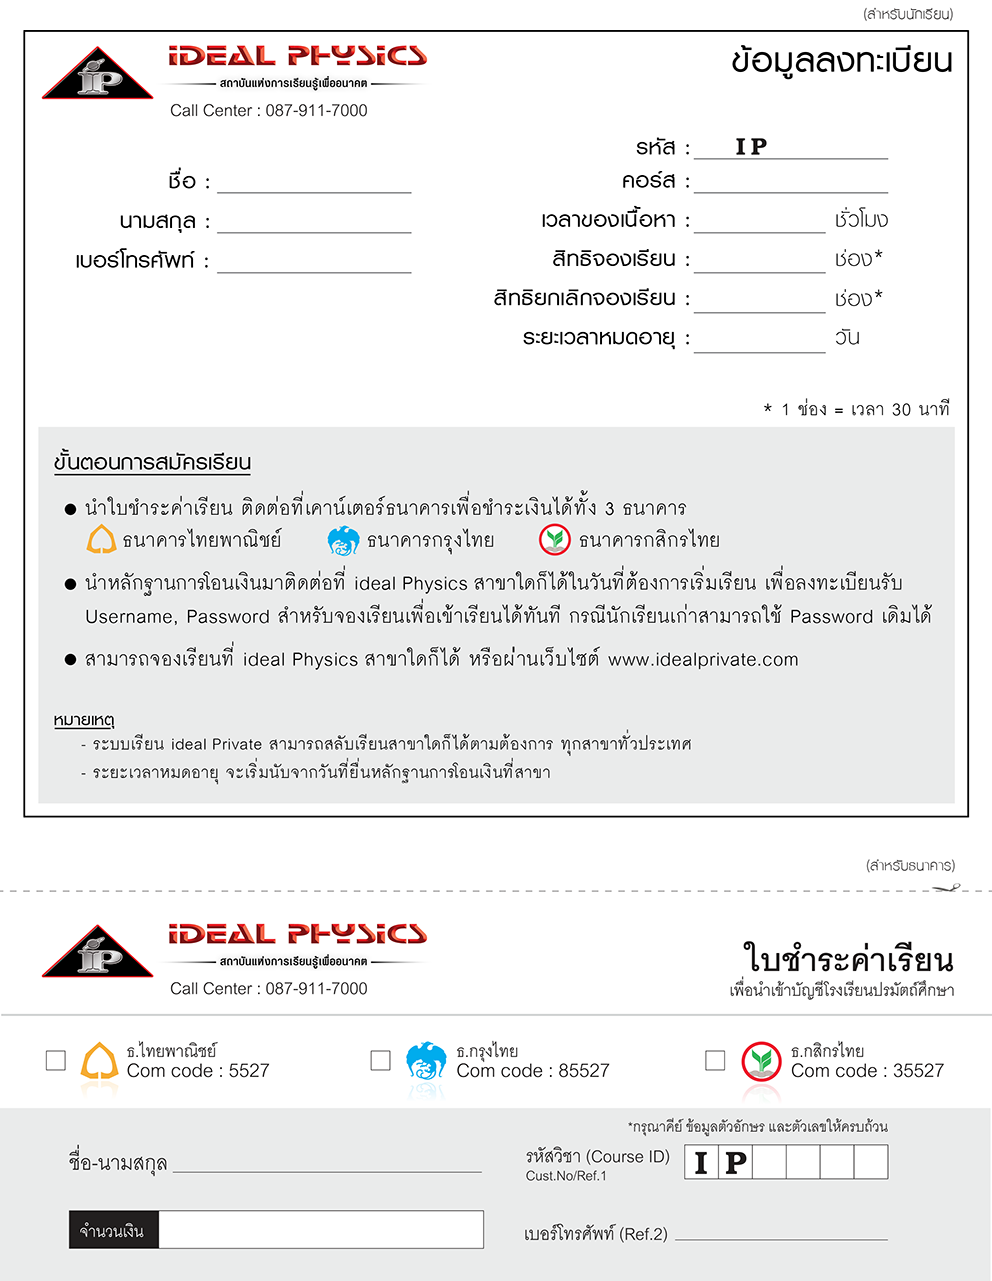 (สำหรับนักเรียน)
iP
iDEAL PHYSiCS
สถาบันแห่งการเรียนรู้เพื่ออนาคต
Call Center : 087-911-7000
ข้อมูลลงทะเบียน
รหัส : IP
ชื่อ :
คอร์ส :
นามสกุล :
เวลาของเนื้อหา : ชั่วโมง
เบอร์โทรศัพท์ :
สิทธิจองเรียน : ช่อง*
สิทธิยกเลิกจองเรียน : ช่อง*
ระยะเวลาหมดอายุ : วัน
* 1 ช่อง = เวลา 30 นาที
ขั้นตอนการสมัครเรียน
● นำใบชำระค่าเรียน ติดต่อที่เคาน์เตอร์ธนาคารเพื่อชำระเงินได้ทั้ง 3 ธนาคาร
ธนาคารไทยพาณิชย์ ธนาคารกรุงไทย ธนาคารกสิกรไทย
● นำหลักฐานการโอนเงินมาติดต่อที่ ideal Physics สาขาใดก็ได้ในวันที่ต้องการเริ่มเรียน เพื่อลงทะเบียนรับ
Username, Password สำหรับจองเรียนเพื่อเข้าเรียนได้ทันที กรณีนักเรียนเก่าสามารถใช้ Password เดิมได้
● สามารถจองเรียนที่ ideal Physics สาขาใดก็ได้ หรือผ่านเว็บไซต์ www.idealprivate.com
หมายเหตุ
- ระบบเรียน ideal Private สามารถสลับเรียนสาขาใดก็ได้ตามต้องการ ทุกสาขาทั่วประเทศ
- ระยะเวลาหมดอายุ จะเริ่มนับจากวันที่ยื่นหลักฐานการโอนเงินที่สาขา
(สำหรับธนาคาร)
iP
iDEAL PHYSiCS
สถาบันแห่งการเรียนรู้เพื่ออนาคต
Call Center : 087-911-7000
ใบชำระค่าเรียน
เพื่อนำเข้าบัญชีโรงเรียนปรมัตถ์ศึกษา
ธ.ไทยพาณิชย์
Com code : 5527
ธ.กรุงไทย
Com code : 85527
ธ.กสิกรไทย
Com code : 35527
*กรุณาคีย์ ข้อมูลตัวอักษร และตัวเลขให้ครบถ้วน
ชื่อ-นามสกุล
รหัสวิชา (Course ID) I P
Cust.No/Ref.1
จำนวนเงิน
เบอร์โทรศัพท์ (Ref.2)